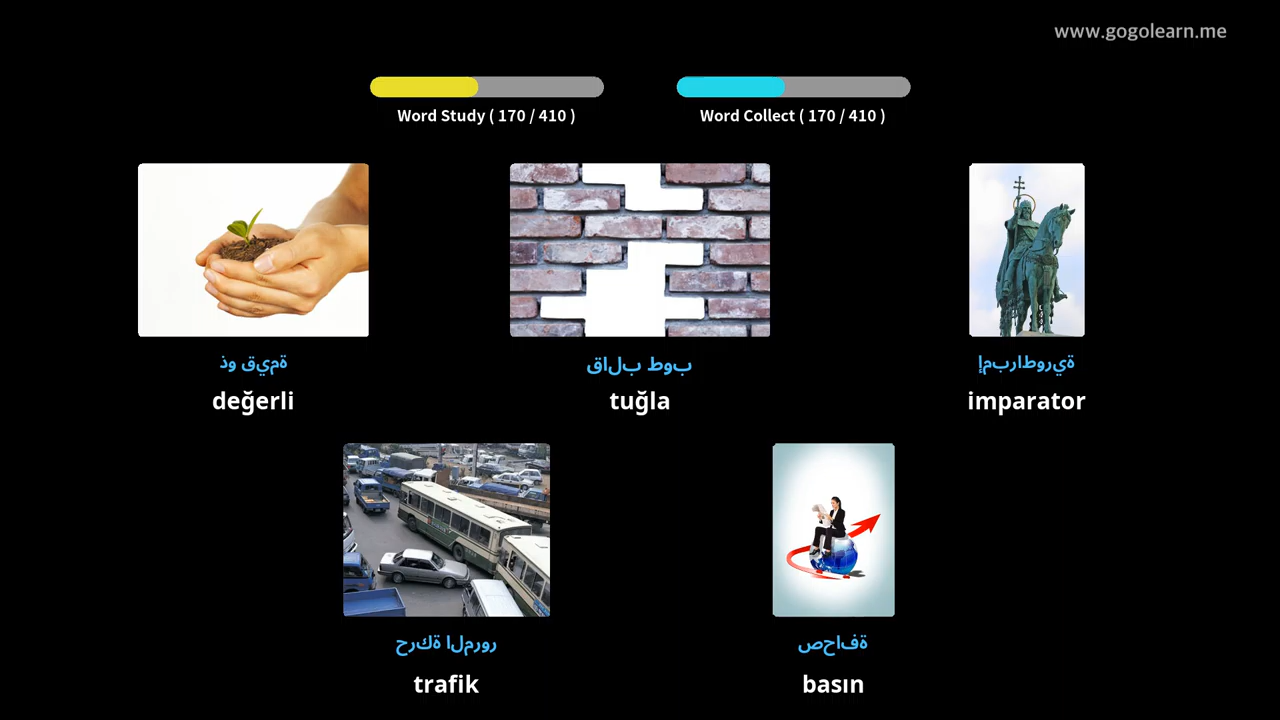 www.gogolearn.me
Word Study ( 170 / 410 )
Word Collect ( 170 / 410 )
ذو قيمة
değerli
قالب طوب
tuğla
إمبراطورية
imparator
حركة المرور
trafik
صحافة
basın